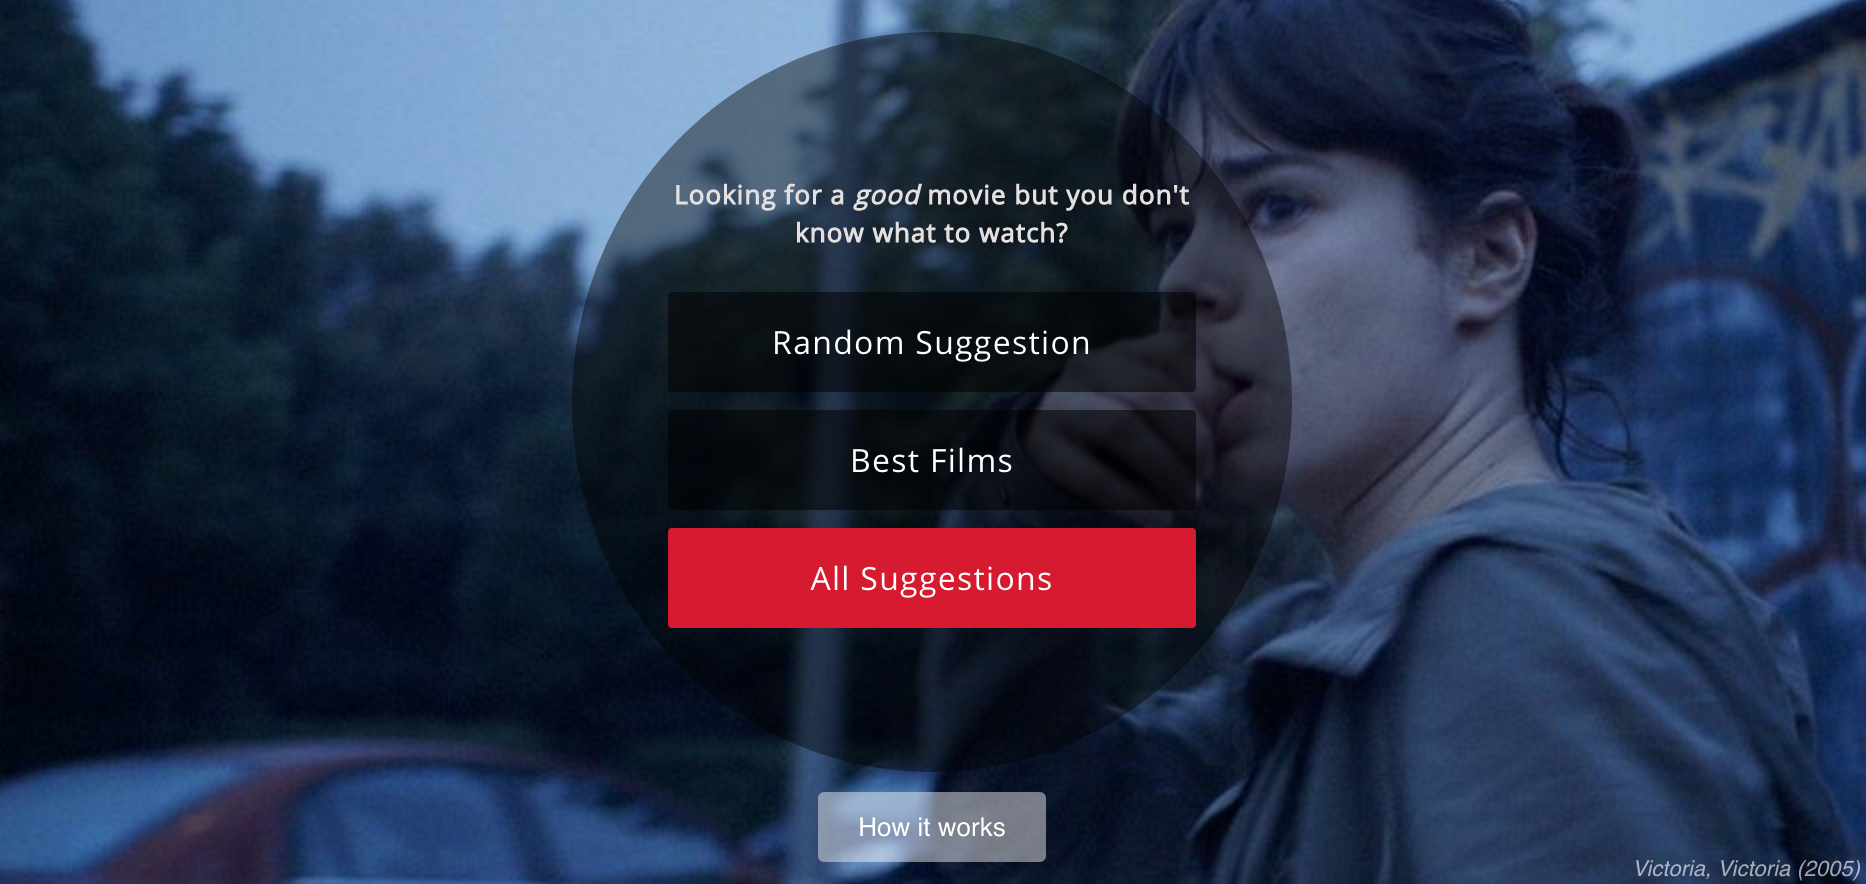 Looking for a good movie but you don't
know what to watch?
Random Suggestion
Best Films
All Suggestions
How it works
Victoria, Victoria (2005)